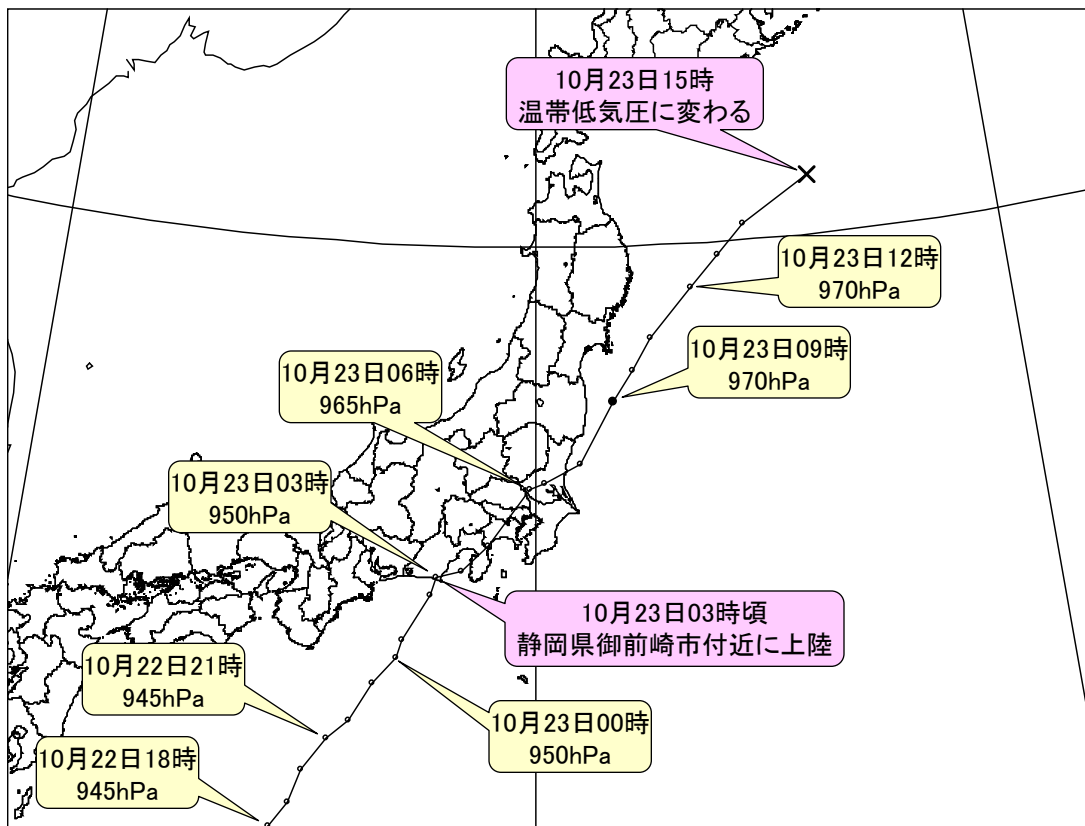 10月23日15時
温帯低気圧に変わる
10月23日12時
970hPa
10月23日09時
970hPa
10月23日06時
965hPa
10月23日03時
950hPa
10月23日03時頃
静岡県御前崎市付近に上陸
10月22日21時
945hPa
10月23日00時
950hPa
10月22日18時
945hPa